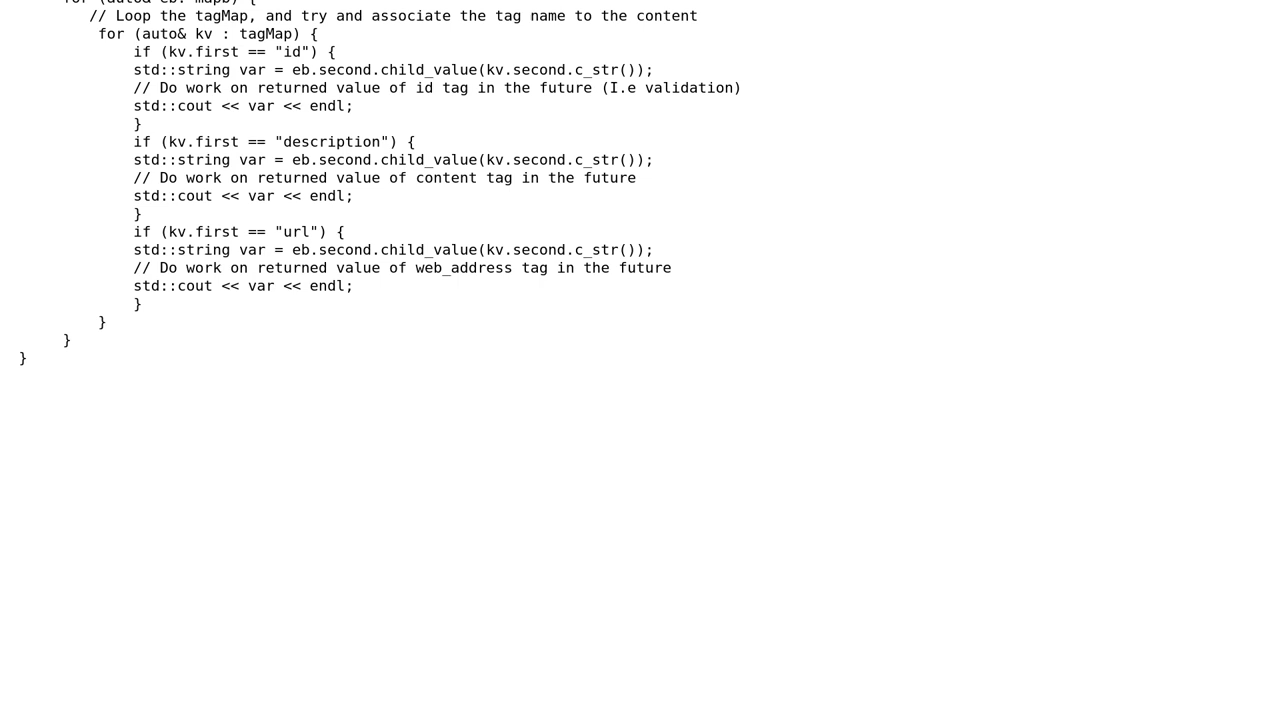 for (auto& eb: mapb) {
// Loop the tagMap, and try and associate the tag name to the content
for (auto& kv : tagMap) {
if (kv.first == "id") {
std::string var = eb.second.child_value(kv.second.c_str());
// Do work on returned value of id tag in the future (I.e validation)
std::cout << var << endl;
}
if (kv.first == "description") {
std::string var = eb.second.child_value(kv.second.c_str());
// Do work on returned value of content tag in the future
std::cout << var << endl;
}
if (kv.first == "url") {
std::string var = eb.second.child_value(kv.second.c_str());
// Do work on returned value of web_address tag in the future
std::cout << var << endl;
}
}
}
}